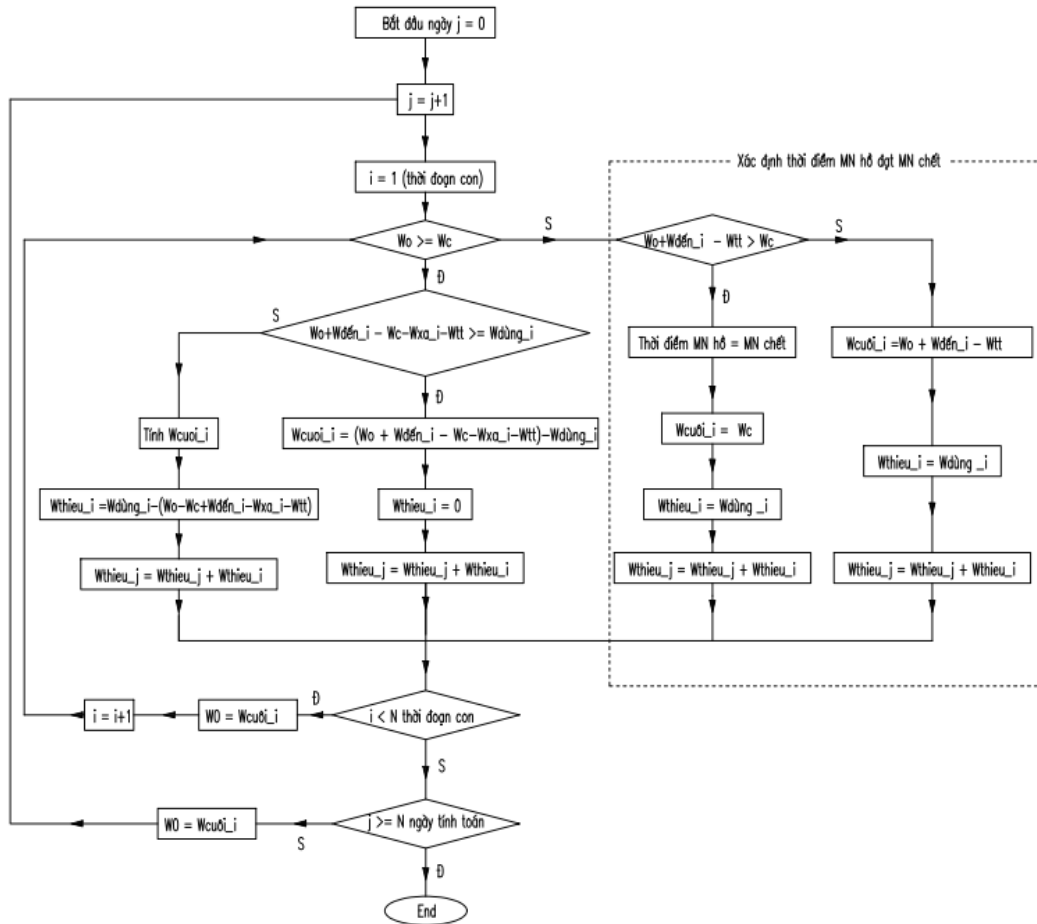 Bắt đầu ngày j = 0
j = j+1
Xác định thời điểm MN hồ đạt MN chết
i = 1 (thời đoạn con)
Wo >= Wc
S
Wo+Wđến_i - Wtt > Wc
S
Đ
S
Wo+Wđến_i - Wc-Wxa_i-Wtt >= Wdùng_i
Đ
Thời điểm MN hồ = MN chết
Wcuôi_i =Wo + Wđến_i - Wtt
Đ
Tính Wcuoi_i
Wcuoi_i = (Wo + Wđến_i - Wc-Wxa_i-Wtt)-Wdùng_i
Wcuôi_i = Wc
Wthieu_i = Wdùng _i
Wthieu_i =Wdùng_i-(Wo-Wc+Wđến_i-Wxa_i-Wtt)
Wthieu_i = 0
Wthieu_i = Wdùng _i
Wthieu_j = Wthieu_j + Wthieu_i
Wthieu_j = Wthieu_j + Wthieu_i
Wthieu_j = Wthieu_j + Wthieu_i
Wthieu_j = Wthieu_j + Wthieu_i
i = i+1
W0 = Wcuôi_i
Đ
i < N thời đoạn con
S
W0 = Wcuôi_i
S
j >= N ngày tính toán
Đ
End